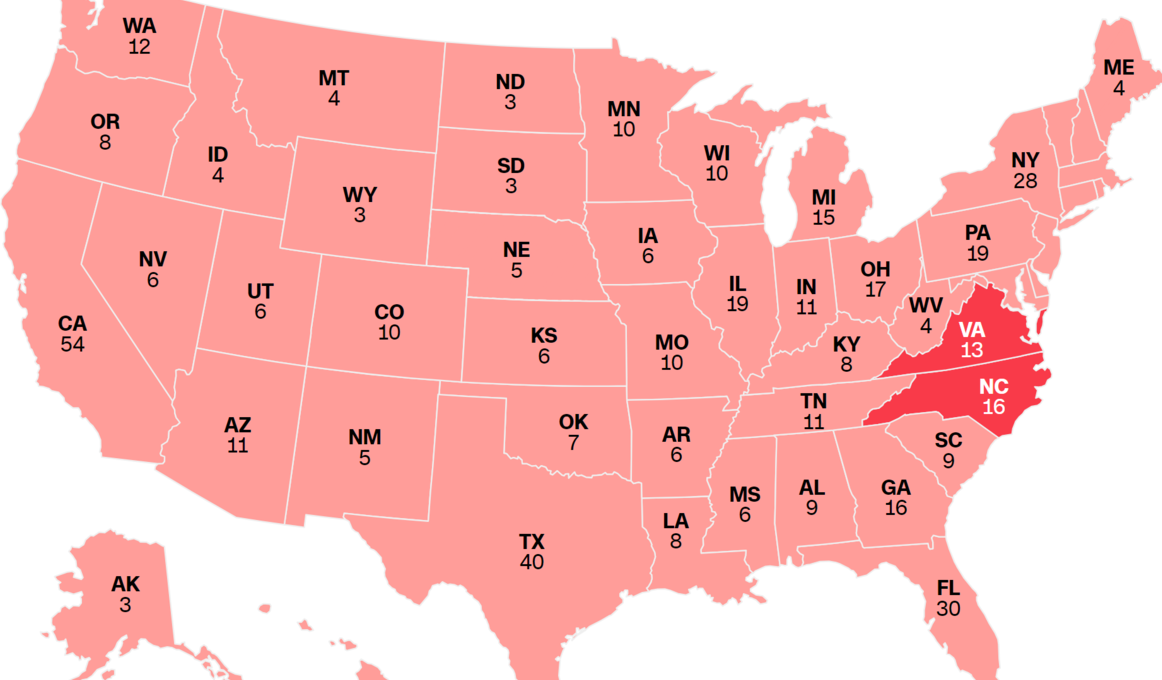 WA
12
OR
8
ID
4
MT
4
ND
3
MN
10
WI
10
MI
15
ME
4
NY
28
SD
3
WY
3
IA
6
PA
19
NE
5
NV
6
UT
6
CO
10
CA
54
KS
6
MO
10
IL
19
IN
11
OH
17
WV
4
VA
13
KY
8
NC
16
TN
11
SC
9
AZ
11
NM
5
OK
7
AR
6
MS
6
AL
9
GA
16
LA
8
TX
40
FL
30
AK
3